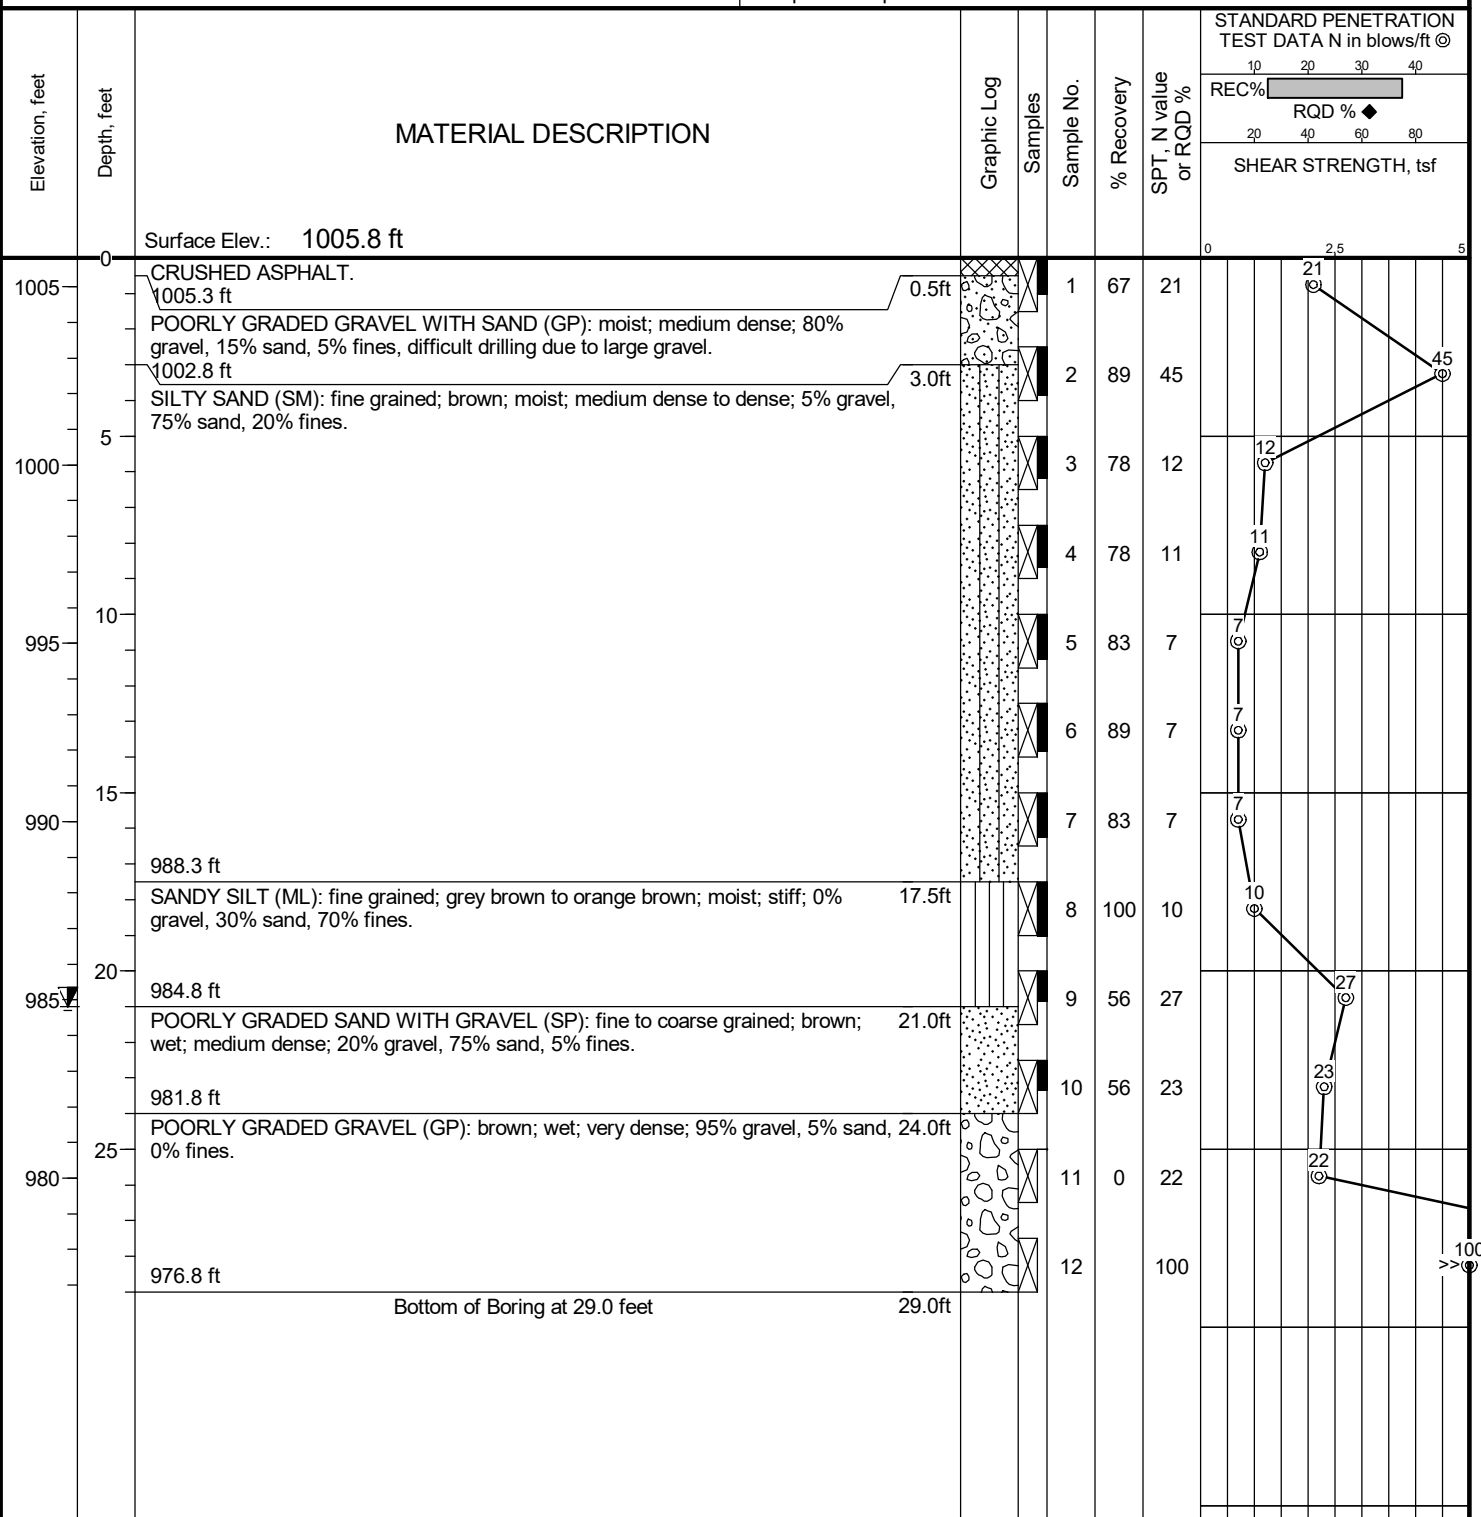 STANDARD PENETRATION
TEST DATA N in blows/ft
10 20 30 40
REC%
RQD %
20 40 60 80
SHEAR STRENGTH, tsf
0 2.5 5
Elevation, feet
Depth, feet
MATERIAL DESCRIPTION
Graphic Log
Samples
Sample No.
% Recovery
SPT, N value
or RQD %
Surface Elev.: 1005.8 ft
0
CRUSHED ASPHALT.
1005.3 ft 0.5ft
1005
1 67 21 21
POORLY GRADED GRAVEL WITH SAND (GP): moist; medium dense; 80%
gravel, 15% sand, 5% fines, difficult drilling due to large gravel.
1002.8 ft 3.0ft
2 89 45 45
SILTY SAND (SM): fine grained; brown; moist; medium dense to dense; 5% gravel,
75% sand, 20% fines.
5
1000
3 78 12 12
4 78 11 11
10
995
5 83 7 7
6 89 7 7
15
990
7 83 7 7
988.3 ft
SANDY SILT (ML): fine grained; grey brown to orange brown; moist; stiff; 0% 17.5ft
gravel, 30% sand, 70% fines.
8 100 10 10
20
984.8 ft
985
9 56 27 27
POORLY GRADED SAND WITH GRAVEL (SP): fine to coarse grained; brown; 21.0ft
wet; medium dense; 20% gravel, 75% sand, 5% fines.
10 56 23 23
981.8 ft
POORLY GRADED GRAVEL (GP): brown; wet; very dense; 95% gravel, 5% sand, 24.0ft
0% fines.
25
980
11 0 22 22
12 100 >> 100
976.8 ft
Bottom of Boring at 29.0 feet 29.0ft